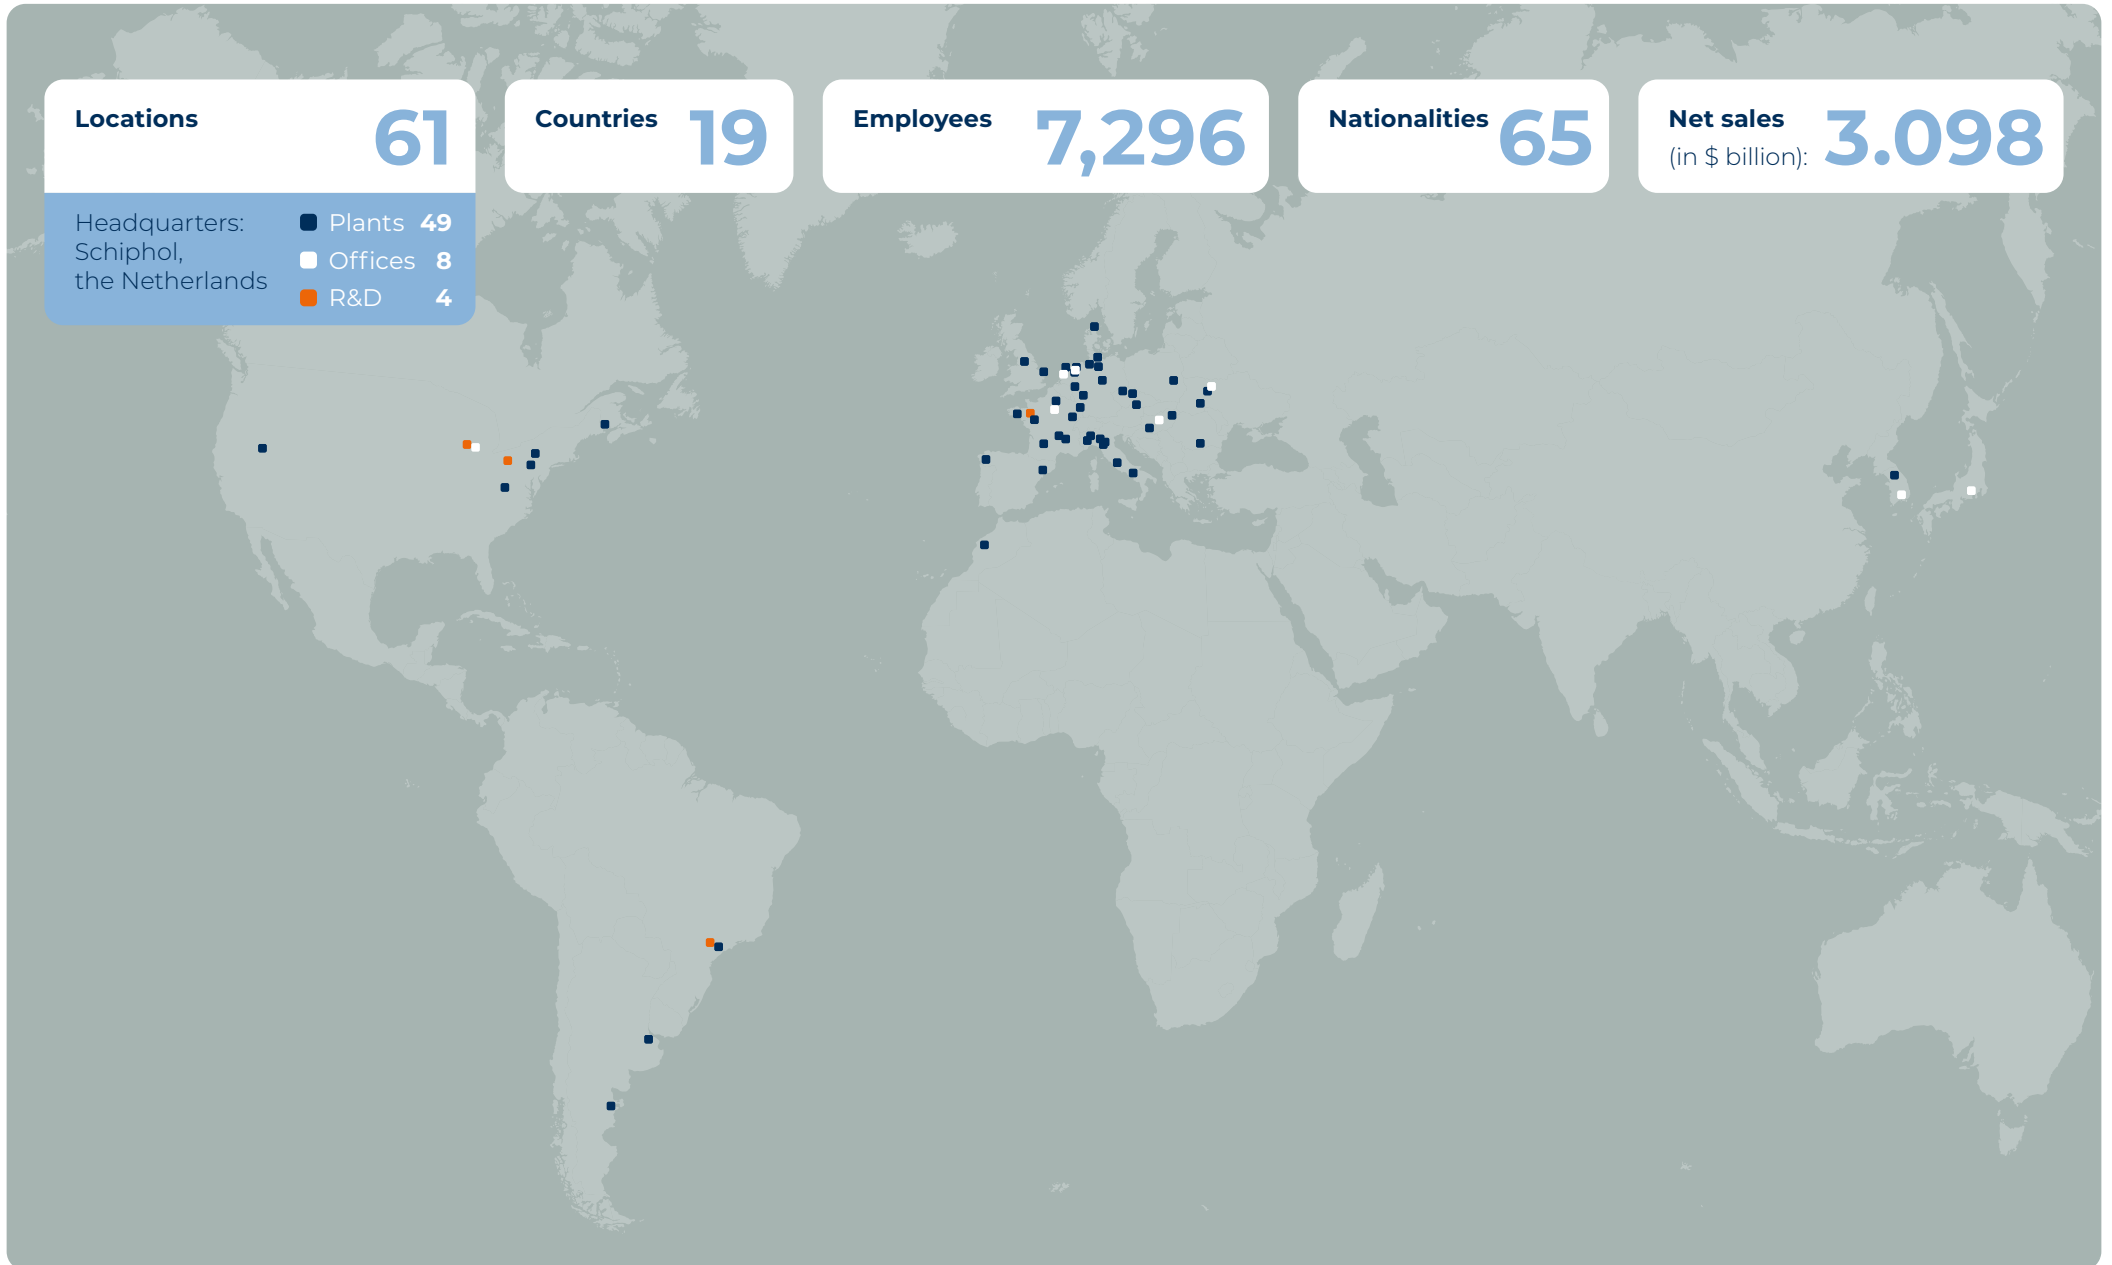 Locations 61
Headquarters:
Schiphol,
the Netherlands
Plants 49
Offices 8
R&D 4
Countries 19
Employees 7,296
Nationalities 65
Net sales
(in $ billion): 3.098